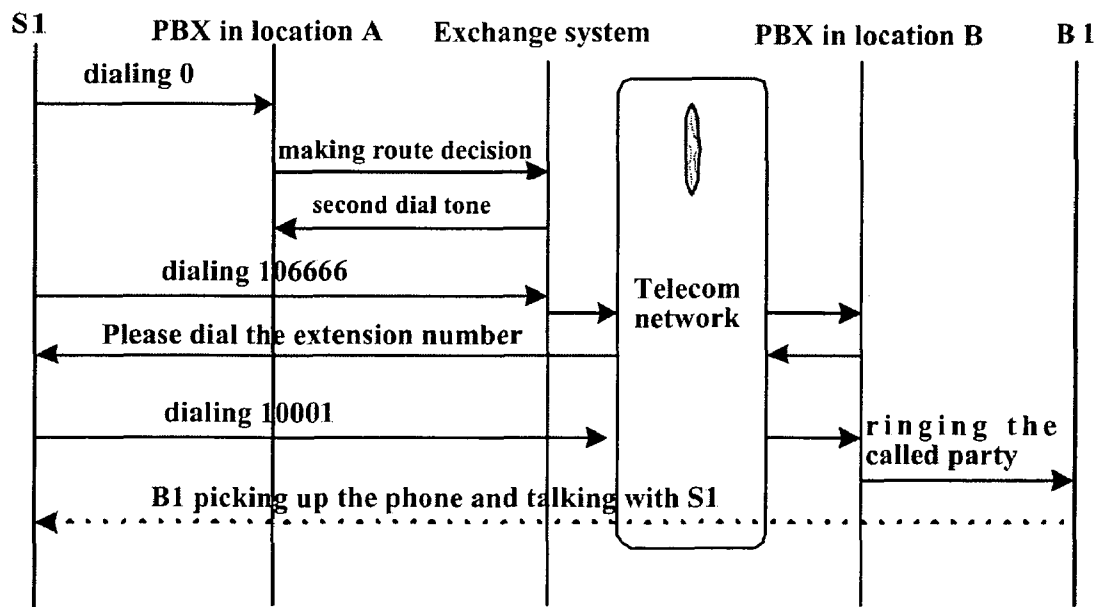 S1
PBX in location A
Exchange system
PBX in location B
B1
dialing 0
making route decision
second dial tone
dialing 106666
Telecom
network
Please dial the extension number
dialing 10001
ringing the
called party
B1 picking up the phone and talking with S1